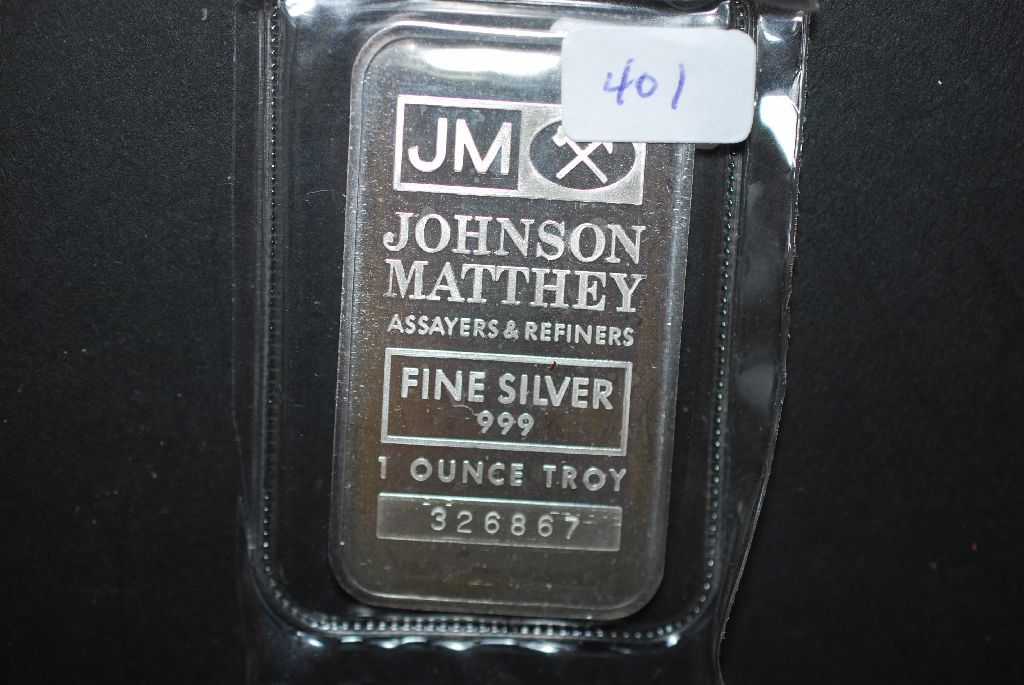 401
JM
JOHNSON
MATTHEY
ASSAYERS & REFINERS
FINE SILVER
999
1 OUNCE TROY
326867